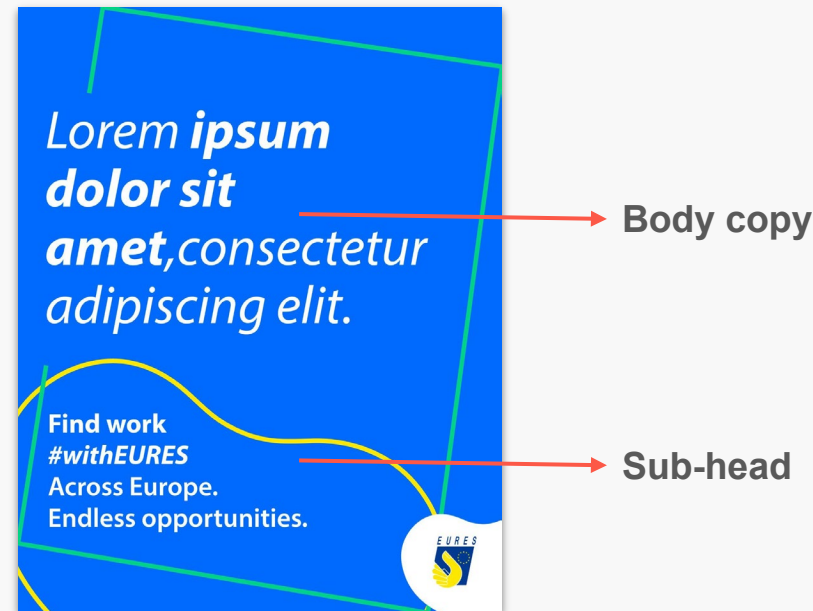 Lorem ipsum
dolor sit
amet,consectetur
adipiscing elit.
Body copy
Find work
#withEURES
Across Europe.
Endless opportunities.
Sub-head
EURES